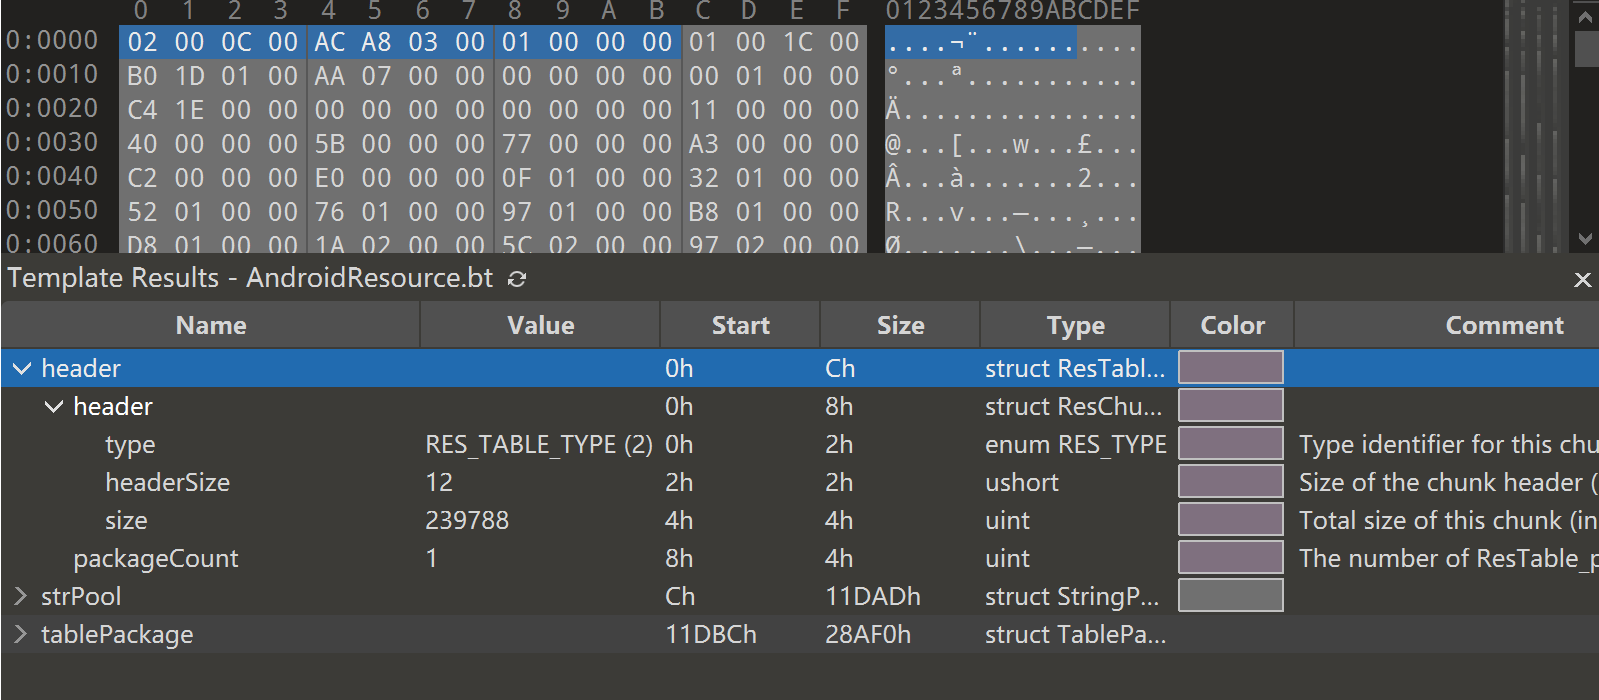 0 1 2 3 4 5 6 7 8 9 A B C D E F 0123456789ABCDEF
0:0000 02 00 0C 00 AC A8 03 00 01 00 00 00 01 00 1C 00 ....¬¨..........
0:0010 B0 1D 01 00 AA 07 00 00 00 00 00 00 00 01 00 00 °...ª...........
0:0020 C4 1E 00 00 00 00 00 00 00 00 00 00 11 00 00 00 Ä...............
0:0030 40 00 00 00 5B 00 00 00 77 00 00 00 A3 00 00 00 @...[...w...£...
0:0040 C2 00 00 00 E0 00 00 00 0F 01 00 00 32 01 00 00 Â...à.......2...
0:0050 52 01 00 00 76 01 00 00 97 01 00 00 B8 01 00 00 R...v...—...¸...
0:0060 D8 01 00 00 1A 02 00 00 5C 02 00 00 97 02 00 00 Ø.......\...—...
Template Results - AndroidResource.bt
Name Value Start Size Type Color Comment
header 0h Ch struct ResTabl...
header 0h 8h struct ResChu...
type RES_TABLE_TYPE (2) 0h 2h enum RES_TYPE Type identifier for this chu
headerSize 12 2h 2h ushort Size of the chunk header (
size 239788 4h 4h uint Total size of this chunk (in
packageCount 1 8h 4h uint The number of ResTable_p
strPool Ch 11DADh struct StringP...
tablePackage 11DBCh 28AF0h struct TablePa...